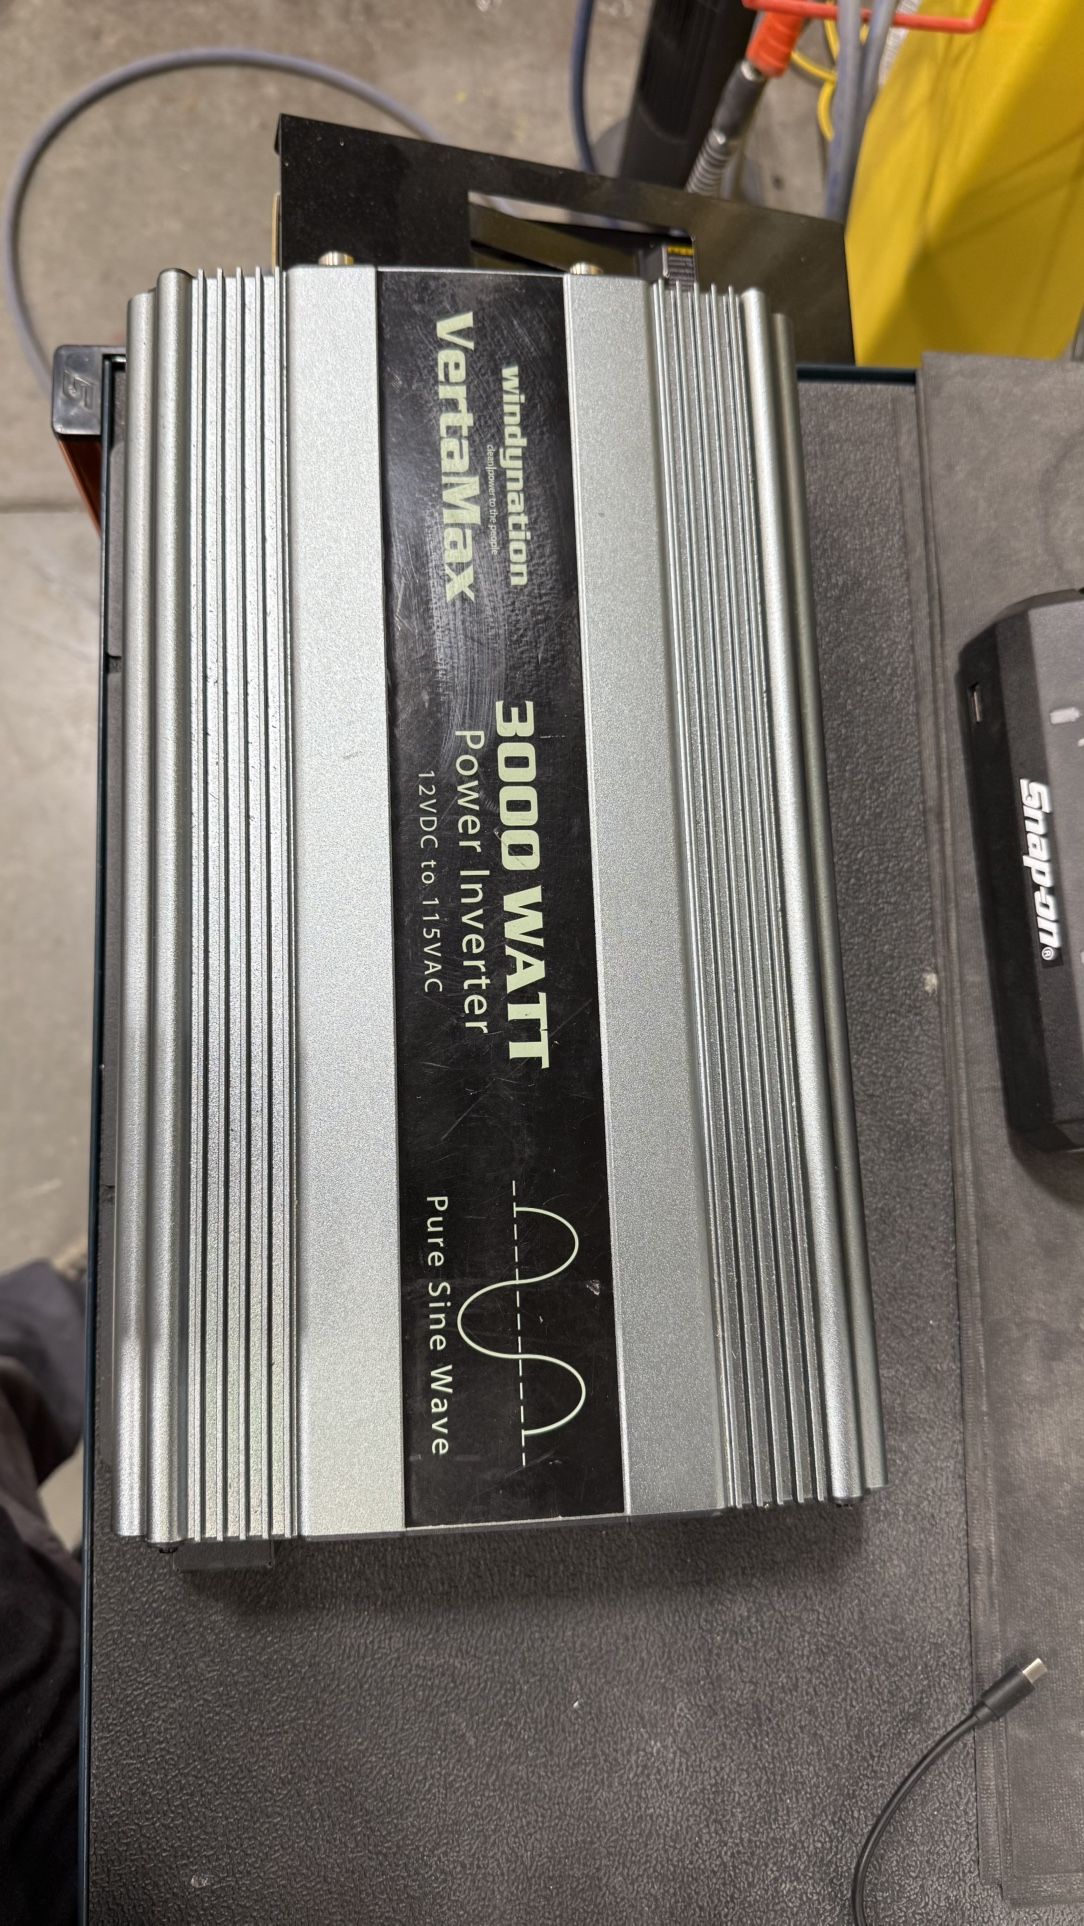 windynation
clean power to the people
VertaMax
3000 WATT
Power Inverter
12VDC to 115VAC
Pure Sine Wave
Snap-on®
5